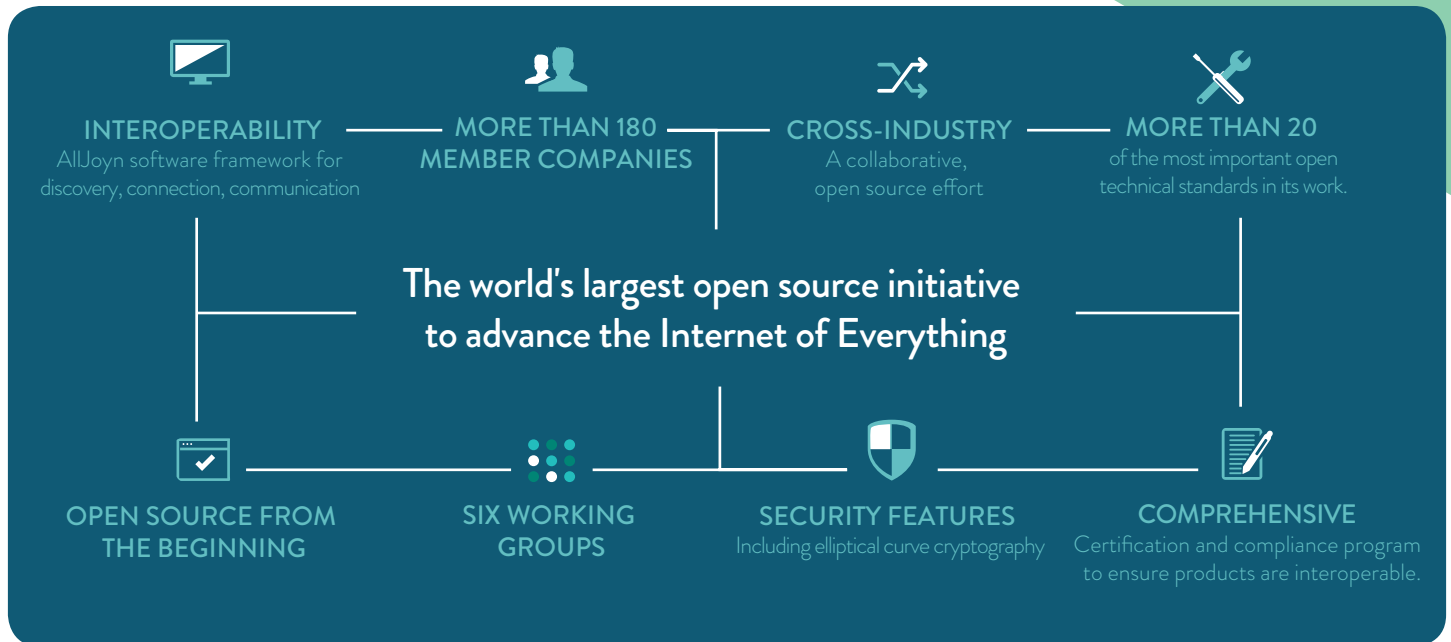 INTEROPERABILITY
AllJoyn software framework for
discovery, connection, communication
MORE THAN 180
MEMBER COMPANIES
CROSS-INDUSTRY
A collaborative,
open source effort
MORE THAN 20
of the most important open
technical standards in its work.
The world's largest open source initiative
to advance the Internet of Everything
OPEN SOURCE FROM
THE BEGINNING
SIX WORKING
GROUPS
SECURITY FEATURES
Including elliptical curve cryptography
COMPREHENSIVE
Certification and compliance program
to ensure products are interoperable.